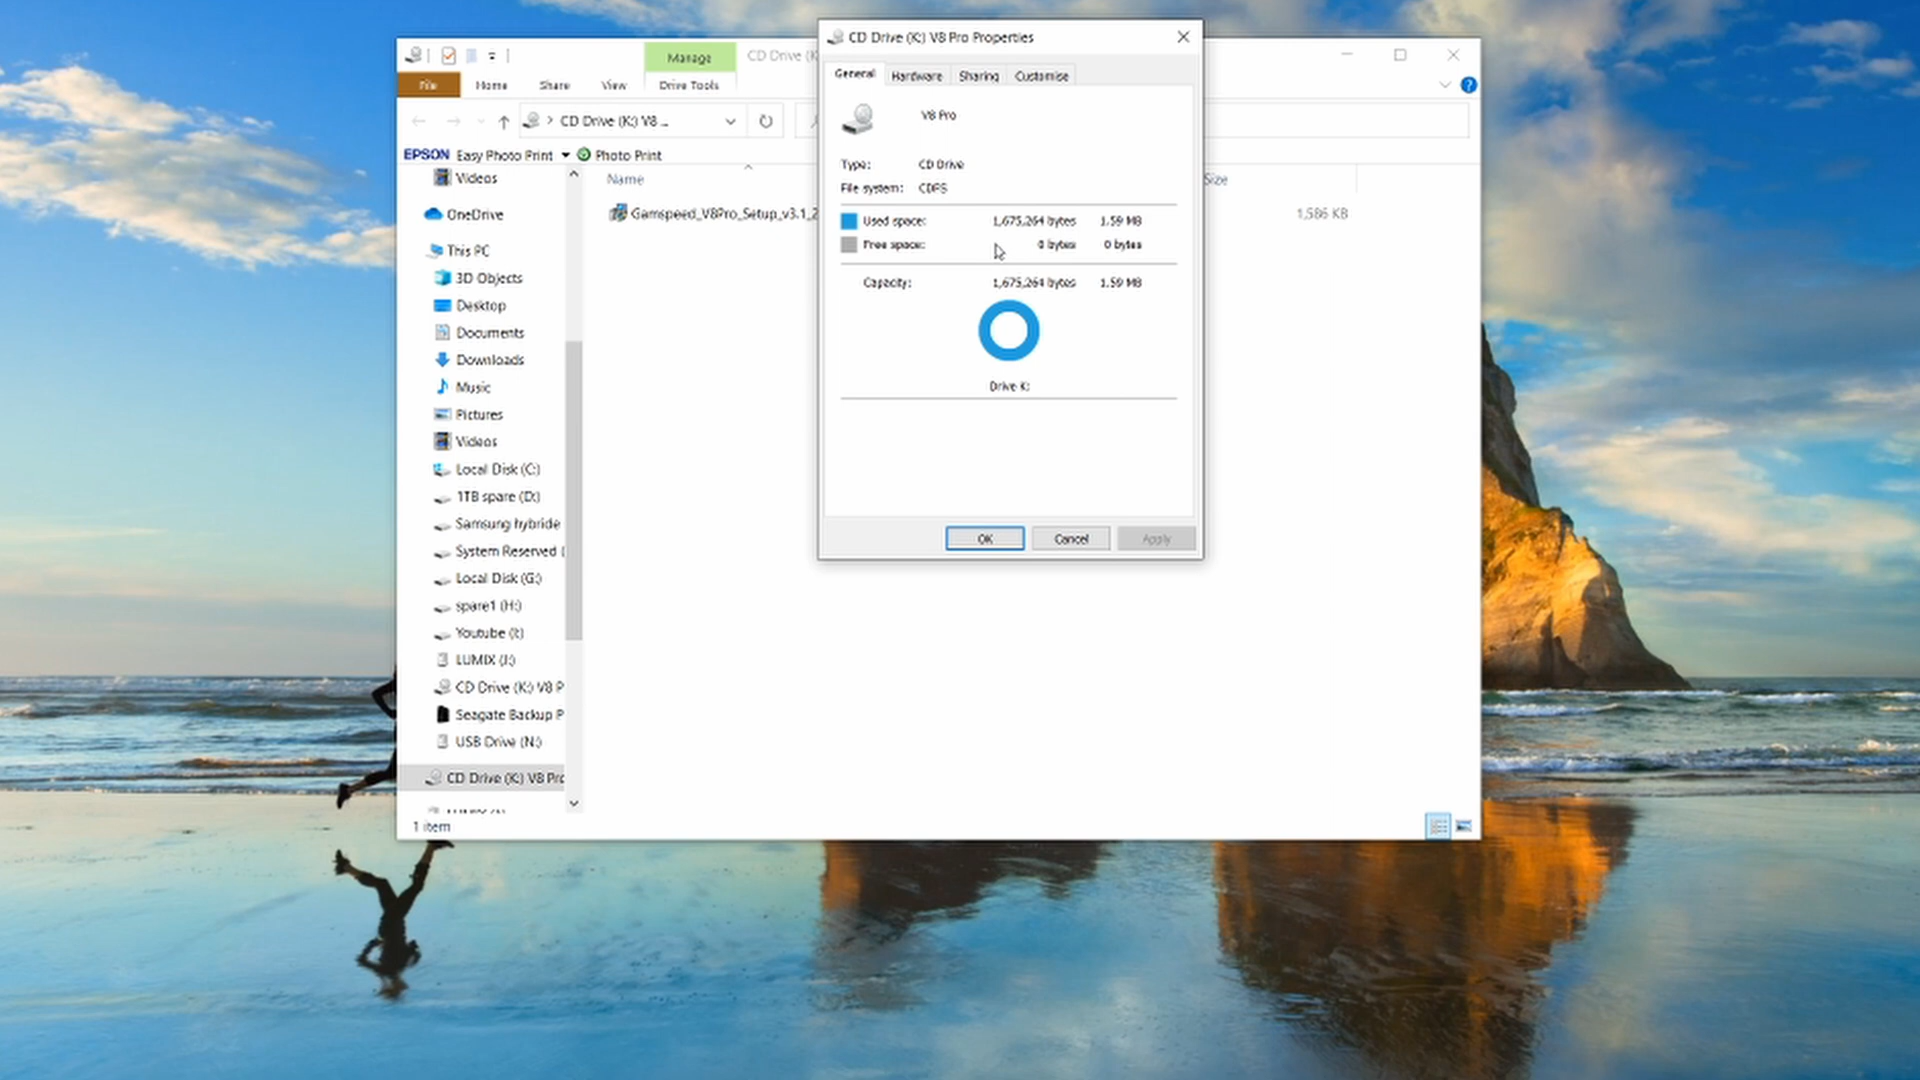 CD Drive (K:) V8 Pro Properties
Manage
CD Drive (K
File
Home
Share
View
Drive Tools
General
Hardware
Sharing
Customise
CD Drive (K:) V8 ...
EPSON Easy Photo Print
Photo Print
Name
Size
Gamspeed_V8Pro_Setup_v3.1_2
1,586 KB
V8 Pro
Type: CD Drive
File system: CDFS
Used space: 1,675,264 bytes 1.59 MB
Free space: 0 bytes 0 bytes
Capacity: 1,675,264 bytes 1.59 MB
Drive K:
OK
Cancel
Apply
Videos
OneDrive
This PC
3D Objects
Desktop
Documents
Downloads
Music
Pictures
Videos
Local Disk (C:)
1TB spare (D:)
Samsung hybride
System Reserved (
Local Disk (G:)
spare1 (H:)
Youtube (I:)
LUMIX (J:)
CD Drive (K:) V8 P
Seagate Backup P
USB Drive (N:)
CD Drive (K:) V8 Pro
1 item